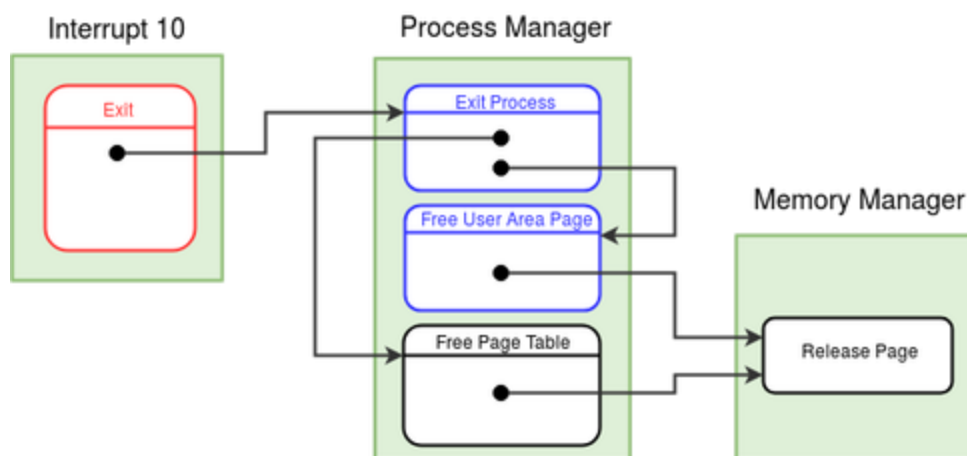 Interrupt 10
Process Manager
Exit
Exit Process
Free User Area Page
Memory Manager
Free Page Table
Release Page